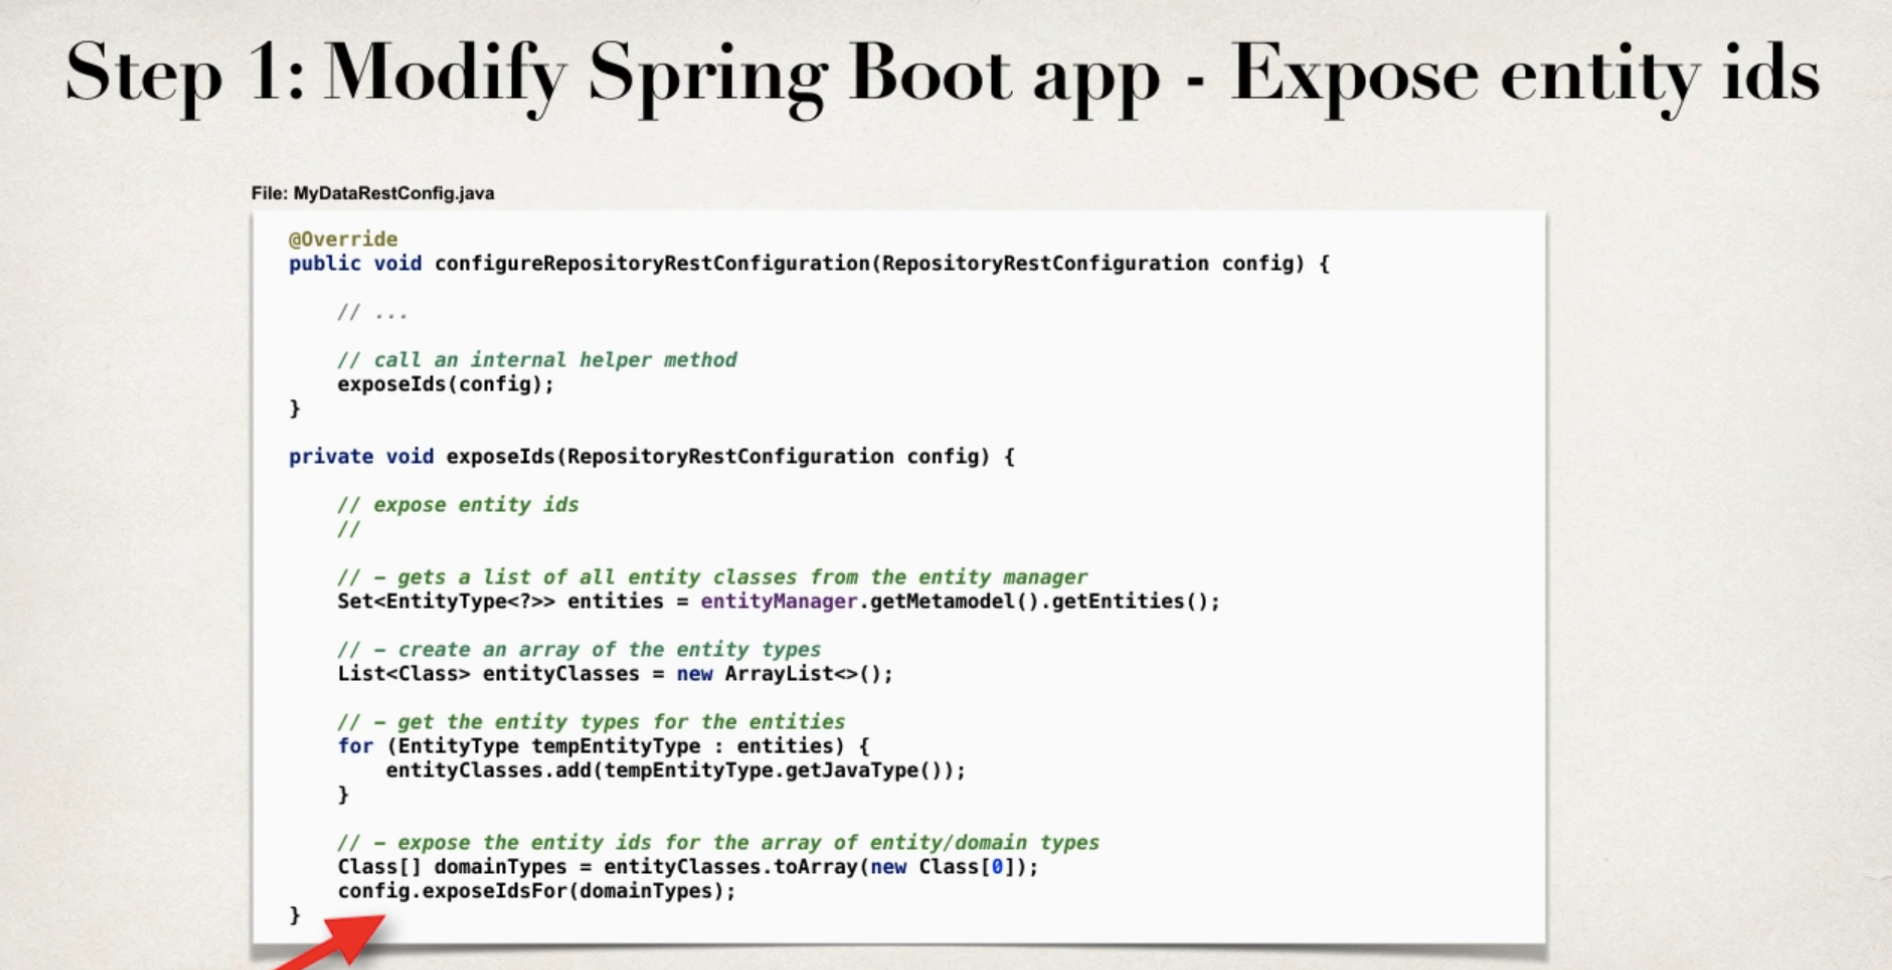 Step 1: Modify Spring Boot app - Expose entity ids
File: MyDataRestConfig.java
@Override
public void configureRepositoryRestConfiguration(RepositoryRestConfiguration config) {
// ...
// call an internal helper method
exposeIds(config);
}
private void exposeIds(RepositoryRestConfiguration config) {
// expose entity ids
//
// – gets a list of all entity classes from the entity manager
Set<EntityType<?>> entities = entityManager.getMetamodel().getEntities();
// – create an array of the entity types
List<Class> entityClasses = new ArrayList<>();
// – get the entity types for the entities
for (EntityType tempEntityType : entities) {
entityClasses.add(tempEntityType.getJavaType());
}
// – expose the entity ids for the array of entity/domain types
Class[] domainTypes = entityClasses.toArray(new Class[0]);
config.exposeIdsFor(domainTypes);
}